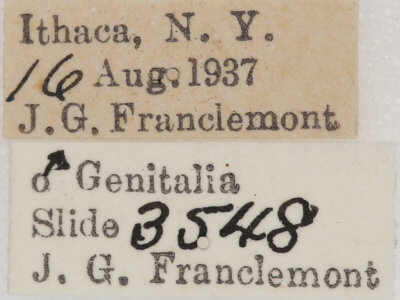 Ithaca, N. Y.
16 Aug. 1937
J. G. Franclemont
♂ Genitalia
Slide 3548
J. G. Franclemont